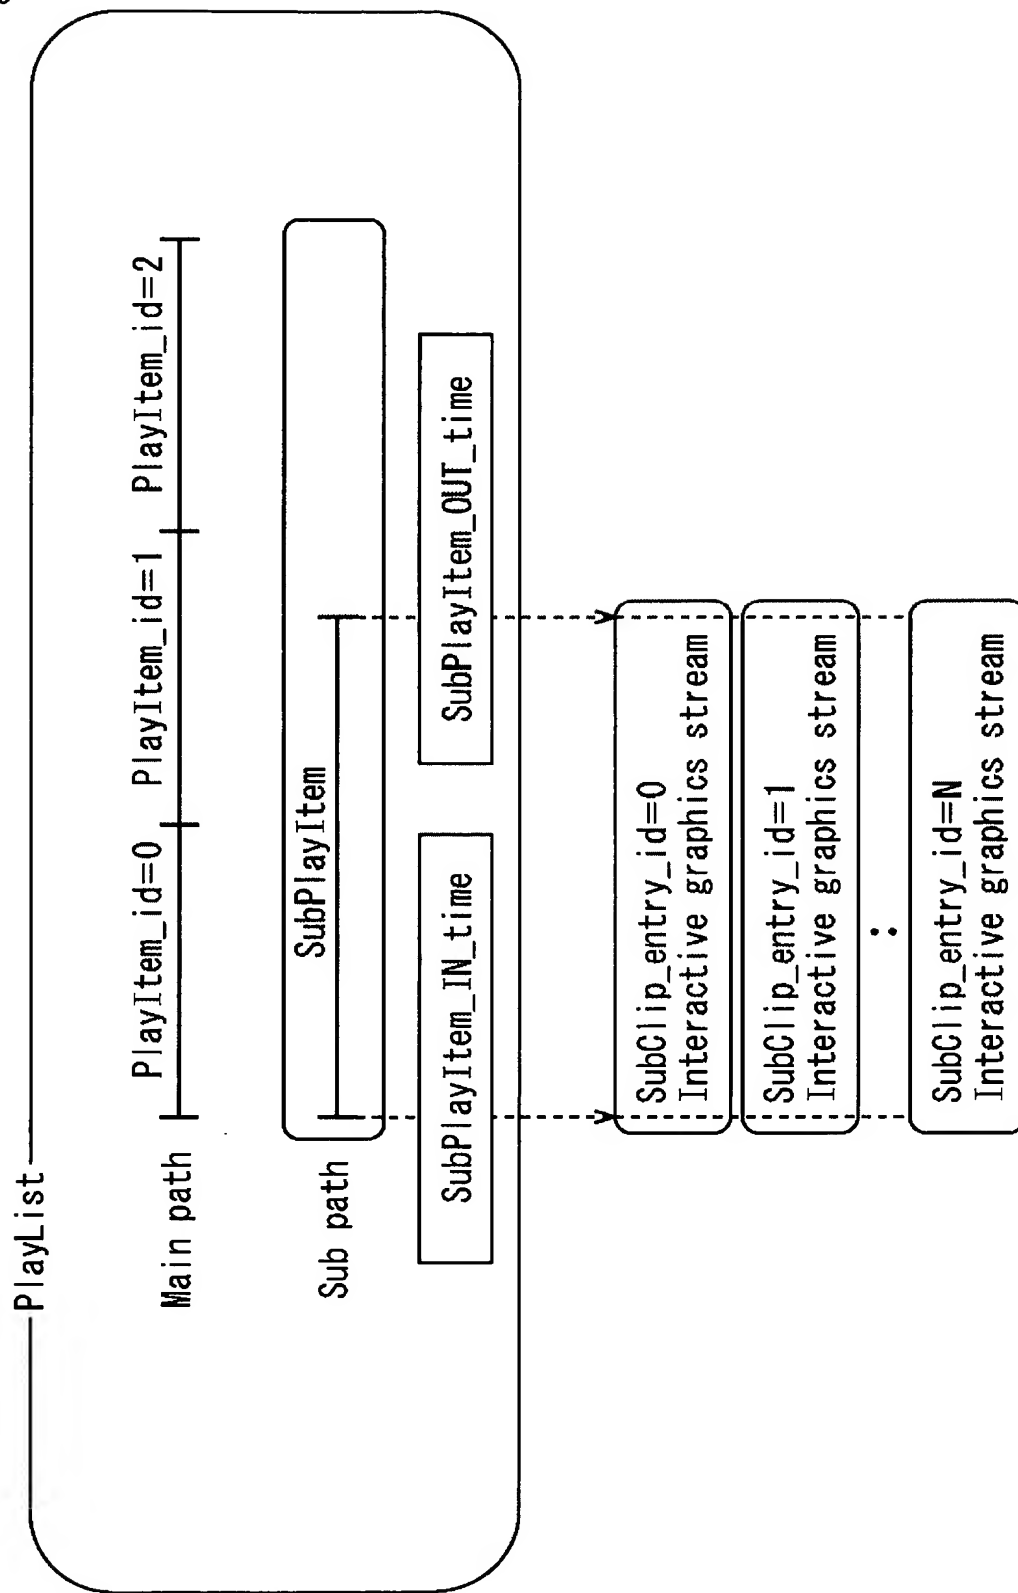 PlayList
Main path
PlayItem_id=0 PlayItem_id=1 PlayItem_id=2
Sub path
SubPlayItem
SubPlayItem_IN_time
SubPlayItem_OUT_time
SubClip_entry_id=0
Interactive graphics stream
SubClip_entry_id=1
Interactive graphics stream
SubClip_entry_id=N
Interactive graphics stream